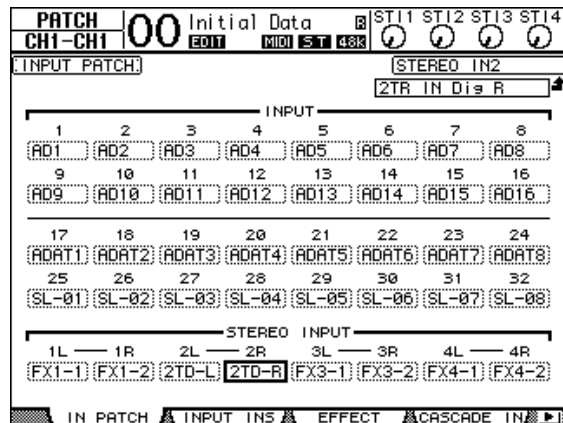 PATCH 00 Initial Data R STI1 STI2 STI3 STI4
CH1-CH1 EDIT MIDI ST 48k
INPUT PATCH STEREO IN2
2TR IN Dig R
INPUT
1 2 3 4 5 6 7 8
AD1 AD2 AD3 AD4 AD5 AD6 AD7 AD8
9 10 11 12 13 14 15 16
AD9 AD10 AD11 AD12 AD13 AD14 AD15 AD16
17 18 19 20 21 22 23 24
ADAT1 ADAT2 ADAT3 ADAT4 ADAT5 ADAT6 ADAT7 ADAT8
25 26 27 28 29 30 31 32
SL-01 SL-02 SL-03 SL-04 SL-05 SL-06 SL-07 SL-08
STEREO INPUT
1L 1R 2L 2R 3L 3R 4L 4R
FX1-1 FX1-2 2TD-L 2TD-R FX3-1 FX3-2 FX4-1 FX4-2
IN PATCH INPUT INS EFFECT CASCADE IN